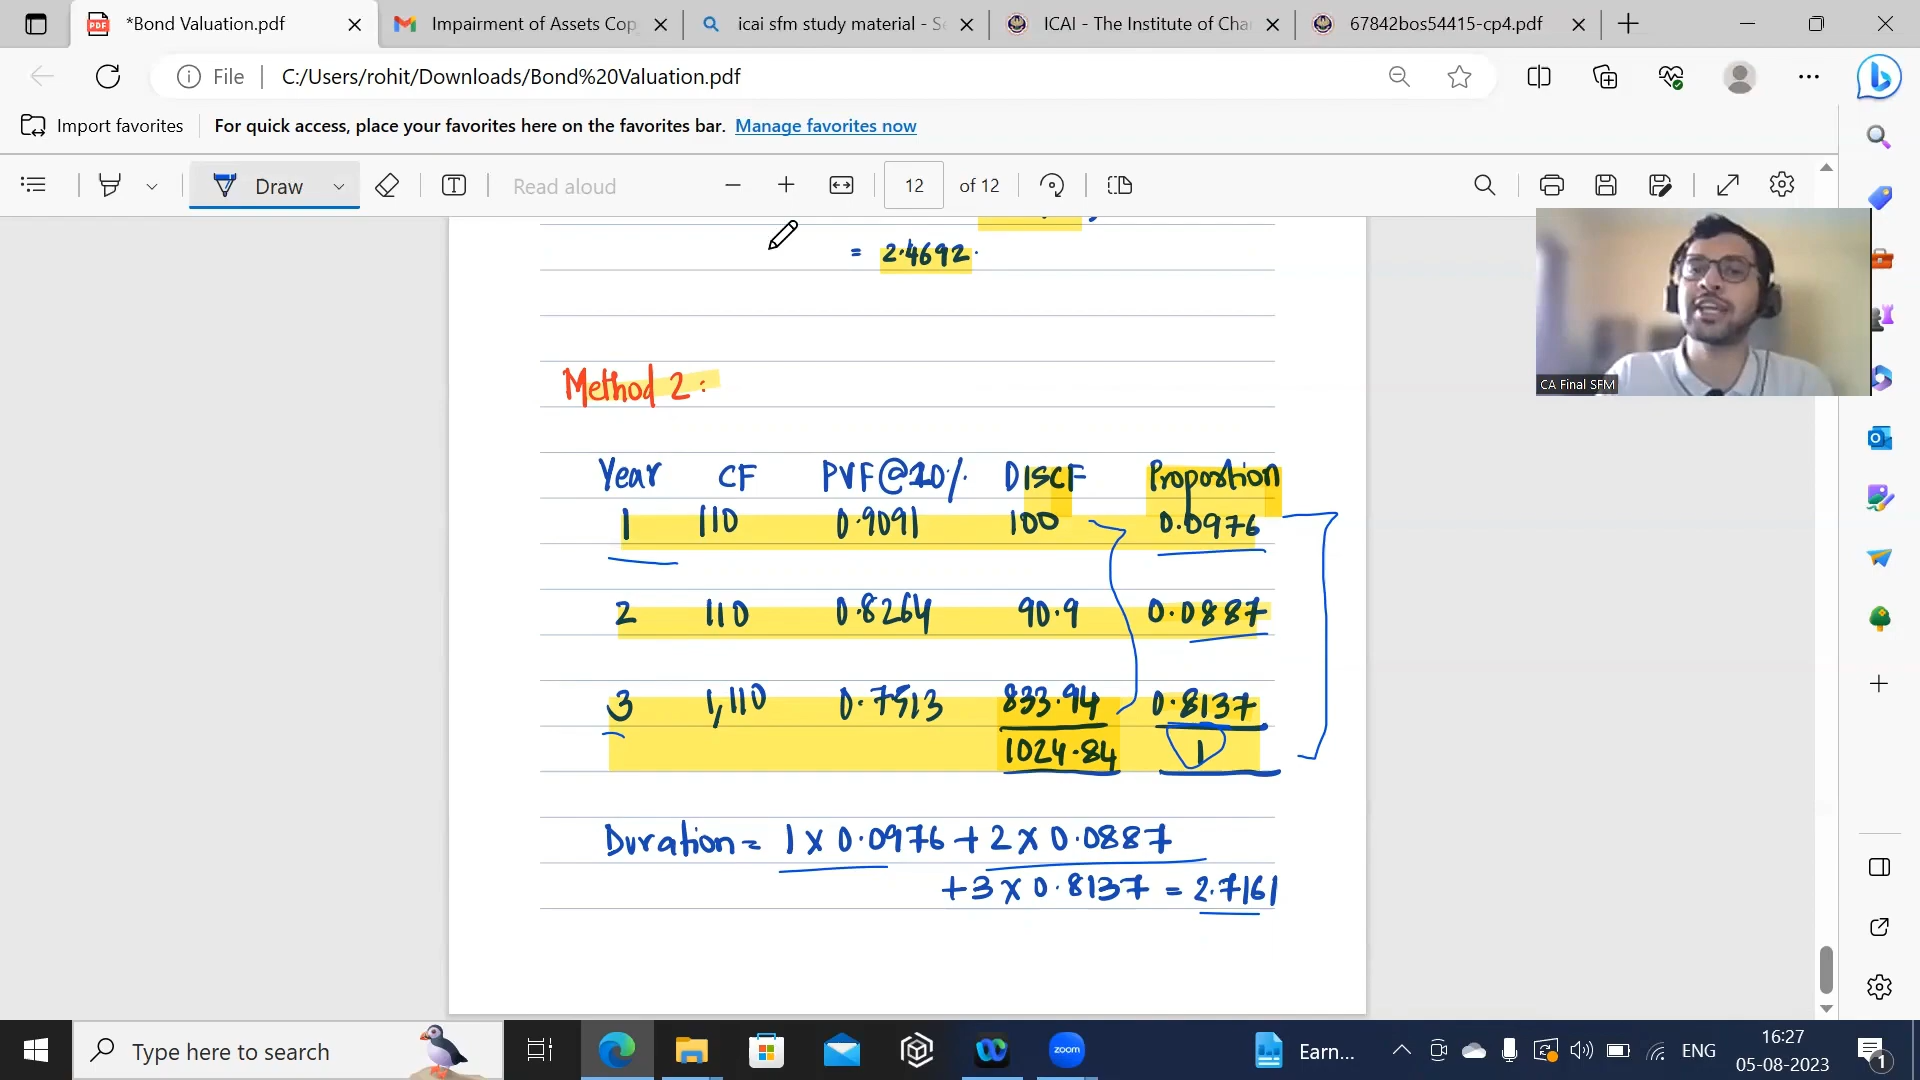 *Bond Valuation.pdf
Impairment of Assets Cop
icai sfm study material - Se
ICAI - The Institute of Cha
67842bos54415-cp4.pdf
File
C:/Users/rohit/Downloads/Bond%20Valuation.pdf
Import favorites
For quick access, place your favorites here on the favorites bar. Manage favorites now
Draw
Read aloud
12 of 12
= 2.4692.
CA Final SFM
Method 2:
Year CF PVF@10% DISCF Proportion
1 110 0.9091 100 0.0976
2 110 0.8264 90.9 0.0887
3 1,110 0.7513 833.94 0.8137
1024.84 1
Duration = 1 x 0.0976 + 2 x 0.0887
+ 3 x 0.8137 = 2.7161
Type here to search
zoom
Earn...
ENG
16:27
05-08-2023
1